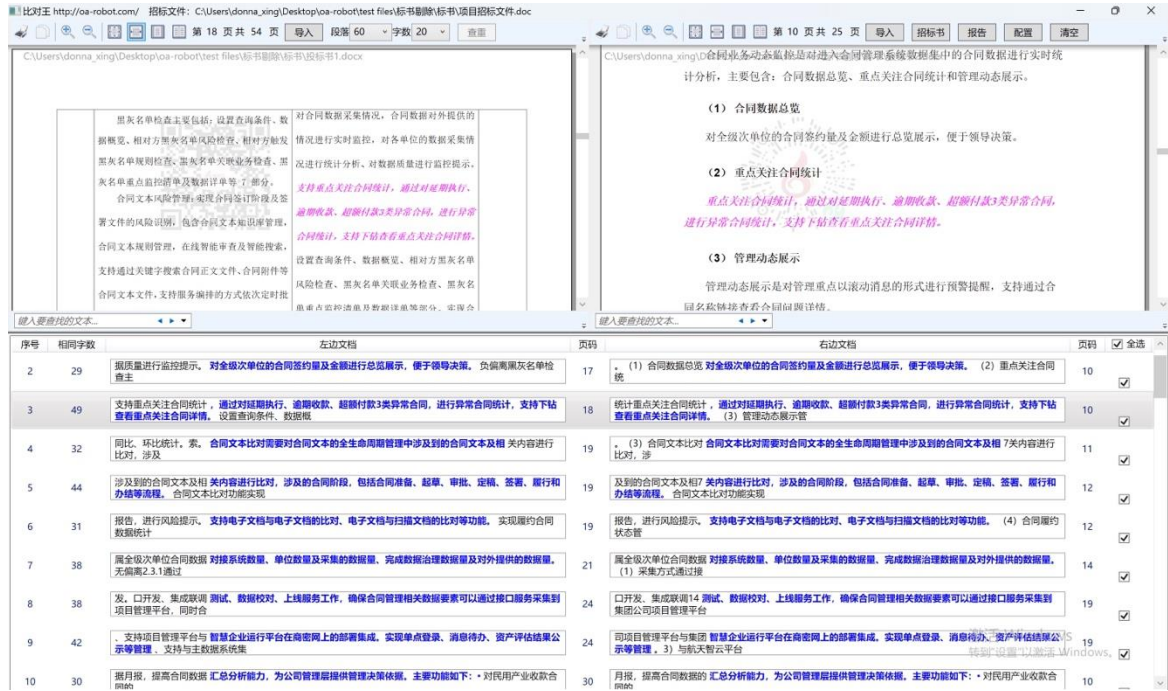 比对王 http://oa-robot.com/ 招标文件：C:\Users\donna_xing\Desktop\oa-robot\test files\标书剔除\标书\项目招标文件.doc
第 18 页共 54 页 导入 段落 60 字数 20 查重
第 10 页共 25 页 导入 招标书 报告 配置 清空
C:\Users\donna_xing\Desktop\oa-robot\test files\标书剔除\标书\投标书1.docx
黑灰名单检查主要包括：设置查询条件、数
据概览、相对方黑灰名单风险检查、相对方触发
黑灰名单规则检查、黑灰名单关联业务检查、黑
灰名单重点监控清单及数据详单等 7 部分。
合同文本风险管理：实现合同签订阶段及签
署文件的风险识别，包含合同文本知识库管理，
合同文本规则管理，在线智能审查及智能搜索，
支持通过关键字搜索合同正文文件、合同附件等
合同文本文件，支持服务编排的方式依次定时批
对合同数据采集情况，合同数据对外提供的
情况进行实时监控，对各单位的数据采集情
况进行统计分析、对数据质量进行监控提示。
支持重点关注合同统计，通过对延期执行、
逾期收款、超额付款3类异常合同，进行异常
合同统计，支持下钻查看重点关注合同详情。
设置查询条件、数据概览、相对方黑灰名单
风险检查、黑灰名单关联业务检查、黑灰名
单重点监控清单及数据详单等部分。实现合
合同业务动态监控是对进入合同管理系统数据集中的合同数据进行实时统
计分析，主要包含：合同数据总览、重点关注合同统计和管理动态展示。
（1） 合同数据总览
对全级次单位的合同签约量及金额进行总览展示，便于领导决策。
（2） 重点关注合同统计
重点关注合同统计，通过对延期执行、逾期收款、超额付款3类异常合同，
进行异常合同统计，支持下钻查看重点关注合同详情。
（3） 管理动态展示
管理动态展示是对管理重点以滚动消息的形式进行预警提醒，支持通过合
同名称链接查看合同问题详情。
键入要查找的文本...
键入要查找的文本...
序号 相同字数 左边文档 页码 右边文档 页码 全选
2 29 据质量进行监控提示。 对全级次单位的合同签约量及金额进行总览展示，便于领导决策。 负偏离黑灰名单检
查主 17 。（1）合同数据总览 对全级次单位的合同签约量及金额进行总览展示，便于领导决策。 （2）重点关注合同
统 10
3 49 支持重点关注合同统计 ，通过对延期执行、逾期收款、超额付款3类异常合同，进行异常合同统计，支持下钻
查看重点关注合同详情。 设置查询条件、数据概 18 统计重点关注合同统计 ，通过对延期执行、逾期收款、超额付款3类异常合同，进行异常合同统计，支持下钻
查看重点关注合同详情。 （3）管理动态展示管 10
4 32 同比、环比统计。索。 合同文本比对需要对合同文本的全生命周期管理中涉及到的合同文本及相 关内容进行
比对，涉及 19 。（3）合同文本比对 合同文本比对需要对合同文本的全生命周期管理中涉及到的合同文本及相 7关内容进行
比对，涉 11
5 44 涉及到的合同文本及相 关内容进行比对，涉及的合同阶段，包括合同准备、起草、审批、定稿、签署、履行和
办结等流程。 合同文本比对功能实现 19 及到的合同文本及相7 关内容进行比对，涉及的合同阶段，包括合同准备、起草、审批、定稿、签署、履行和
办结等流程。 合同文本比对功能实现 12
6 31 报告，进行风险提示。 支持电子文档与电子文档的比对、电子文档与扫描文档的比对等功能。 实现履约合同
数据统计 19 报告，进行风险提示。 支持电子文档与电子文档的比对、电子文档与扫描文档的比对等功能。 （4）合同履约
状态管 12
7 38 属全级次单位合同数据 对接系统数量、单位数量及采集的数据量、完成数据治理数据量及对外提供的数据量。
无偏离2.3.1通过 21 属全级次单位合同数据 对接系统数量、单位数量及采集的数据量、完成数据治理数据量及对外提供的数据量。
（1）采集方式通过接 14
8 38 发。口开发、集成联调 测试、数据校对、上线服务工作，确保合同管理相关数据要素可以通过接口服务采集到
项目管理平台，同时合 24 口开发、集成联调14 测试、数据校对、上线服务工作，确保合同管理相关数据要素可以通过接口服务采集到
集团公司项目管理平台 19
9 42 、支持项目管理平台与 智慧企业运行平台在商密网上的部署集成。实现单点登录、消息待办、资产评估结果公
示等管理 、支持与主数据系统集 24 司项目管理平台与集团 智慧企业运行平台在商密网上的部署集成。实现单点登录、消息待办、资产评估结果公
示等管理 。3）与航天智云平台 19
10 30 据月报，提高合同数据的 汇总分析能力，为公司管理层提供管理决策依据。主要功能如下：• 对民用产业收款合
同的 30 月报，提高合同数据的 汇总分析能力，为公司管理层提供管理决策依据。主要功能如下：• 对民用产业收款合
同的 10
转到"设置"以激活 Windows。